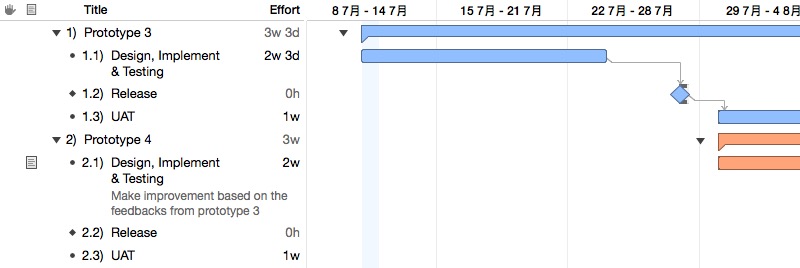 Title Effort 8 7月 - 14 7月 15 7月 - 21 7月 22 7月 - 28 7月 29 7月 - 4 8月
1) Prototype 3 3w 3d
1.1) Design, Implement 2w 3d
& Testing
1.2) Release 0h
1.3) UAT 1w
2) Prototype 4 3w
2.1) Design, Implement 2w
& Testing
Make improvement based on the
feedbacks from prototype 3
2.2) Release 0h
2.3) UAT 1w